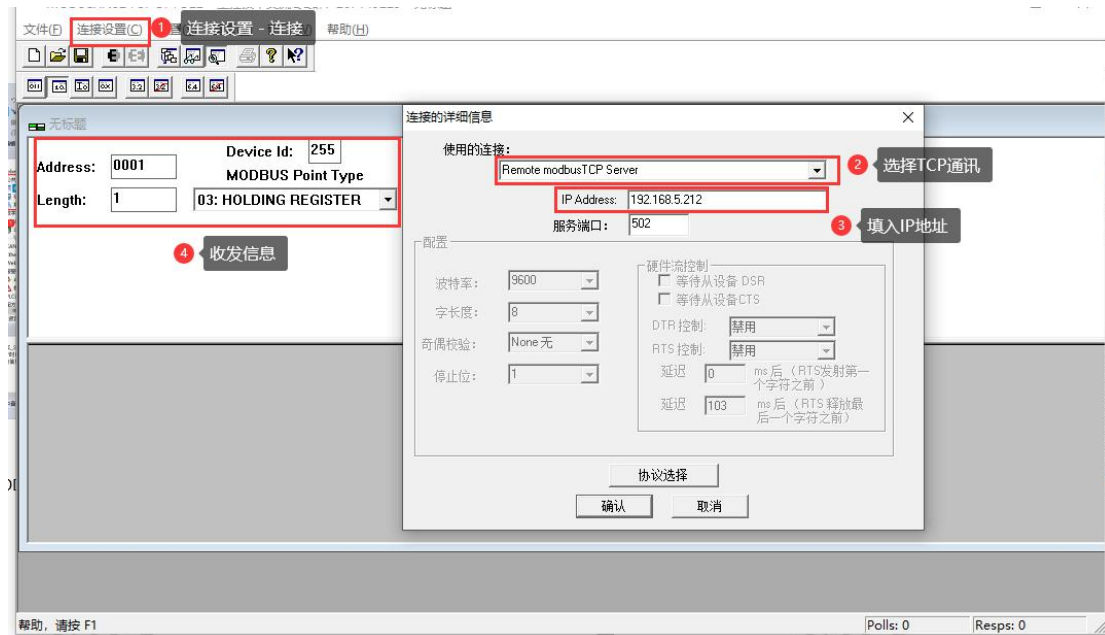 文件(F) 连接设置(C) 1 连接设置 - 连接 帮助(H)
无标题
Address: 0001
Device Id: 255
MODBUS Point Type
Length: 1
03: HOLDING REGISTER
4 收发信息
连接的详细信息
使用的连接:
Remote modbusTCP Server
2 选择TCP通讯
IP Address: 192.168.5.212
服务端口: 502
3 填入IP地址
配置
波特率: 9600
字长度: 8
奇偶校验: None 无
停止位: 1
硬件流控制
等待从设备 DSR
等待从设备CTS
DTR 控制: 禁用
RTS 控制: 禁用
延迟 0 ms 后（RTS发射第一
个字符之前 ）
延迟 103 ms 后（RTS 释放最
后一个字符之前）
协议选择
确认 取消
帮助, 请按 F1
Polls: 0
Resps: 0